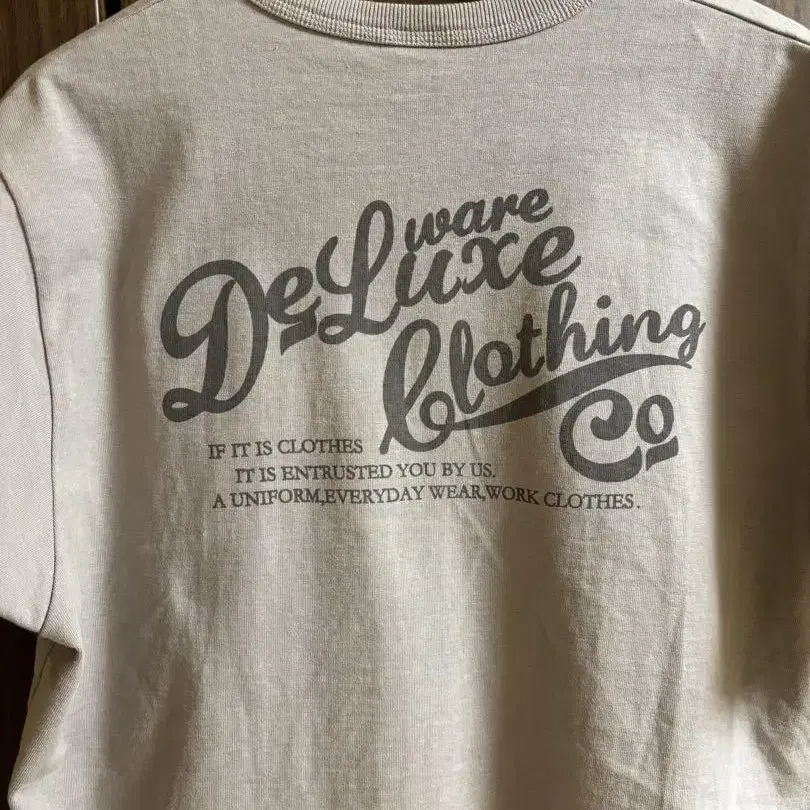 ware
DeLuxe
Clothing
Co
IF IT IS CLOTHES
IT IS ENTRUSTED YOU BY US.
A UNIFORM,EVERYDAY WEAR,WORK CLOTHES.